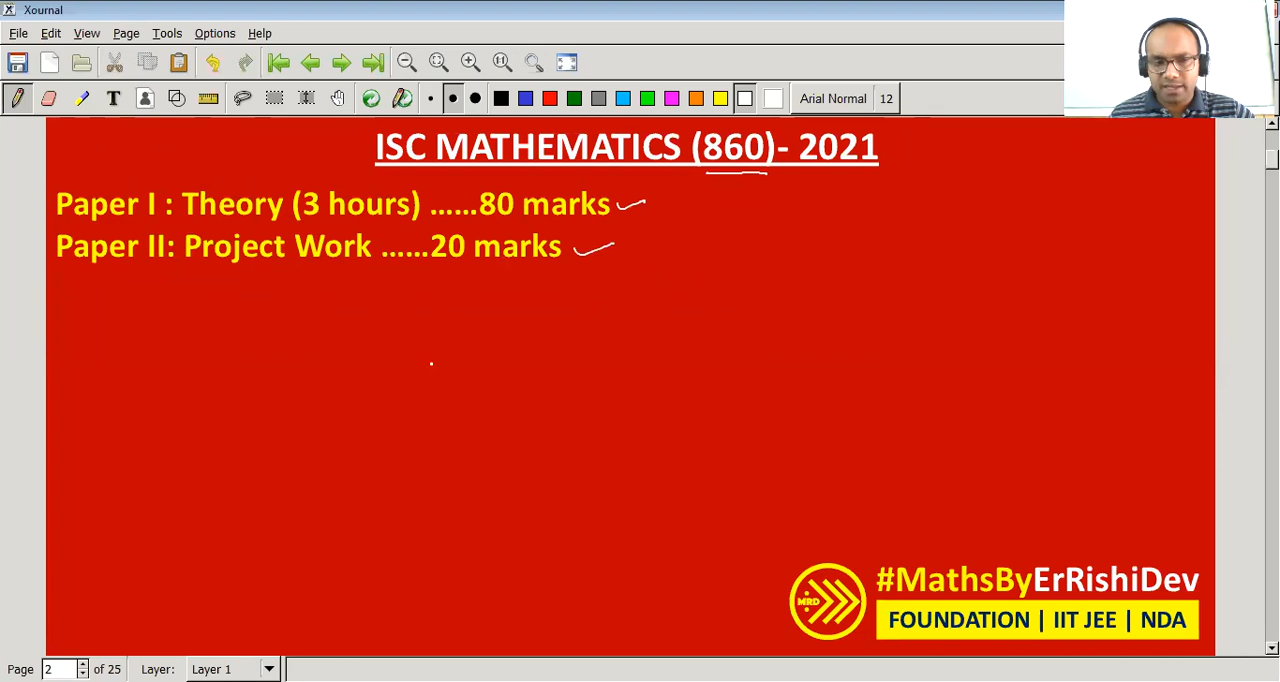 Xournal
File Edit View Page Tools Options Help
T Arial Normal 12
ISC MATHEMATICS (860)- 2021
Paper I : Theory (3 hours) ......80 marks
Paper II: Project Work ......20 marks
MRD
#MathsByErRishiDev
FOUNDATION | IIT JEE | NDA
Page 2 of 25 Layer: Layer 1